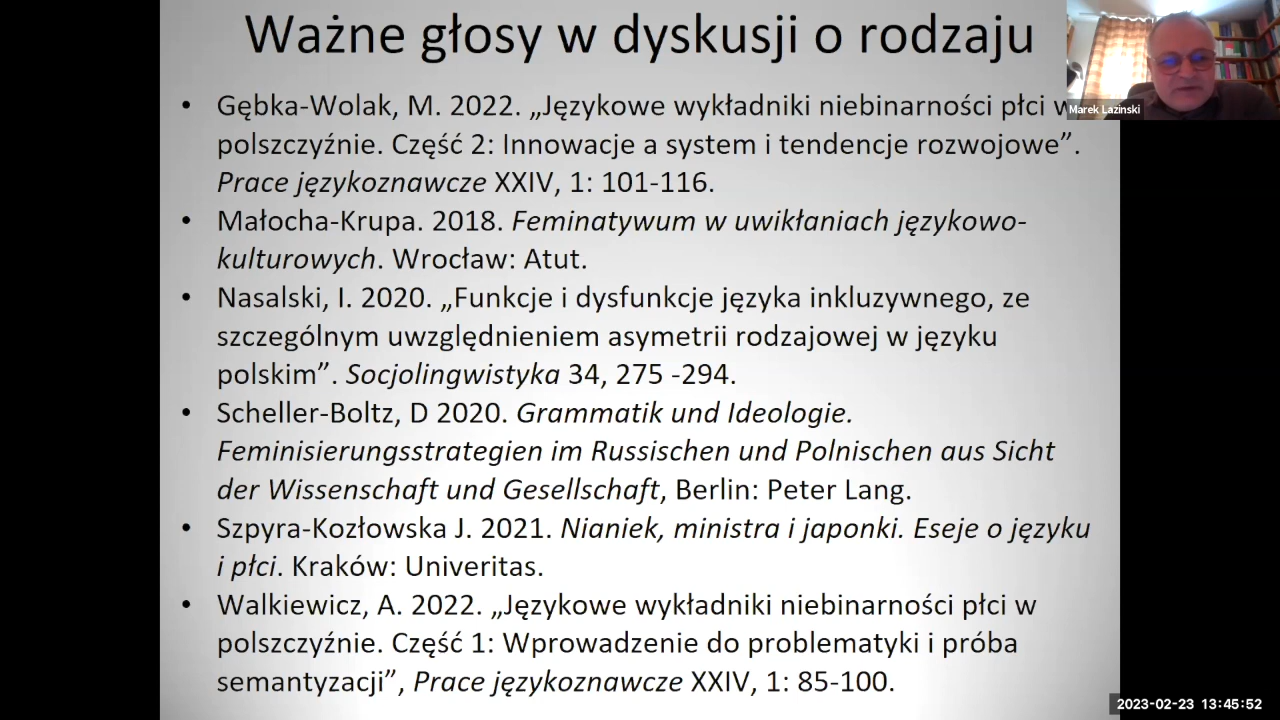 Ważne głosy w dyskusji o rodzaju
• Gębka-Wolak, M. 2022. „Językowe wykładniki niebinarności płci w
polszczyźnie. Część 2: Innowacje a system i tendencje rozwojowe”.
Prace językoznawcze XXIV, 1: 101-116.
• Małocha-Krupa. 2018. Feminatywum w uwikłaniach językowo-
kulturowych. Wrocław: Atut.
• Nasalski, I. 2020. „Funkcje i dysfunkcje języka inkluzywnego, ze
szczególnym uwzględnieniem asymetrii rodzajowej w języku
polskim”. Socjolingwistyka 34, 275 -294.
• Scheller-Boltz, D 2020. Grammatik und Ideologie.
Feminisierungsstrategien im Russischen und Polnischen aus Sicht
der Wissenschaft und Gesellschaft, Berlin: Peter Lang.
• Szpyra-Kozłowska J. 2021. Nianiek, ministra i japonki. Eseje o języku
i płci. Kraków: Univeritas.
• Walkiewicz, A. 2022. „Językowe wykładniki niebinarności płci w
polszczyźnie. Część 1: Wprowadzenie do problematyki i próba
semantyzacji”, Prace językoznawcze XXIV, 1: 85-100.
Marek Lazinski
2023-02-23 13:45:52